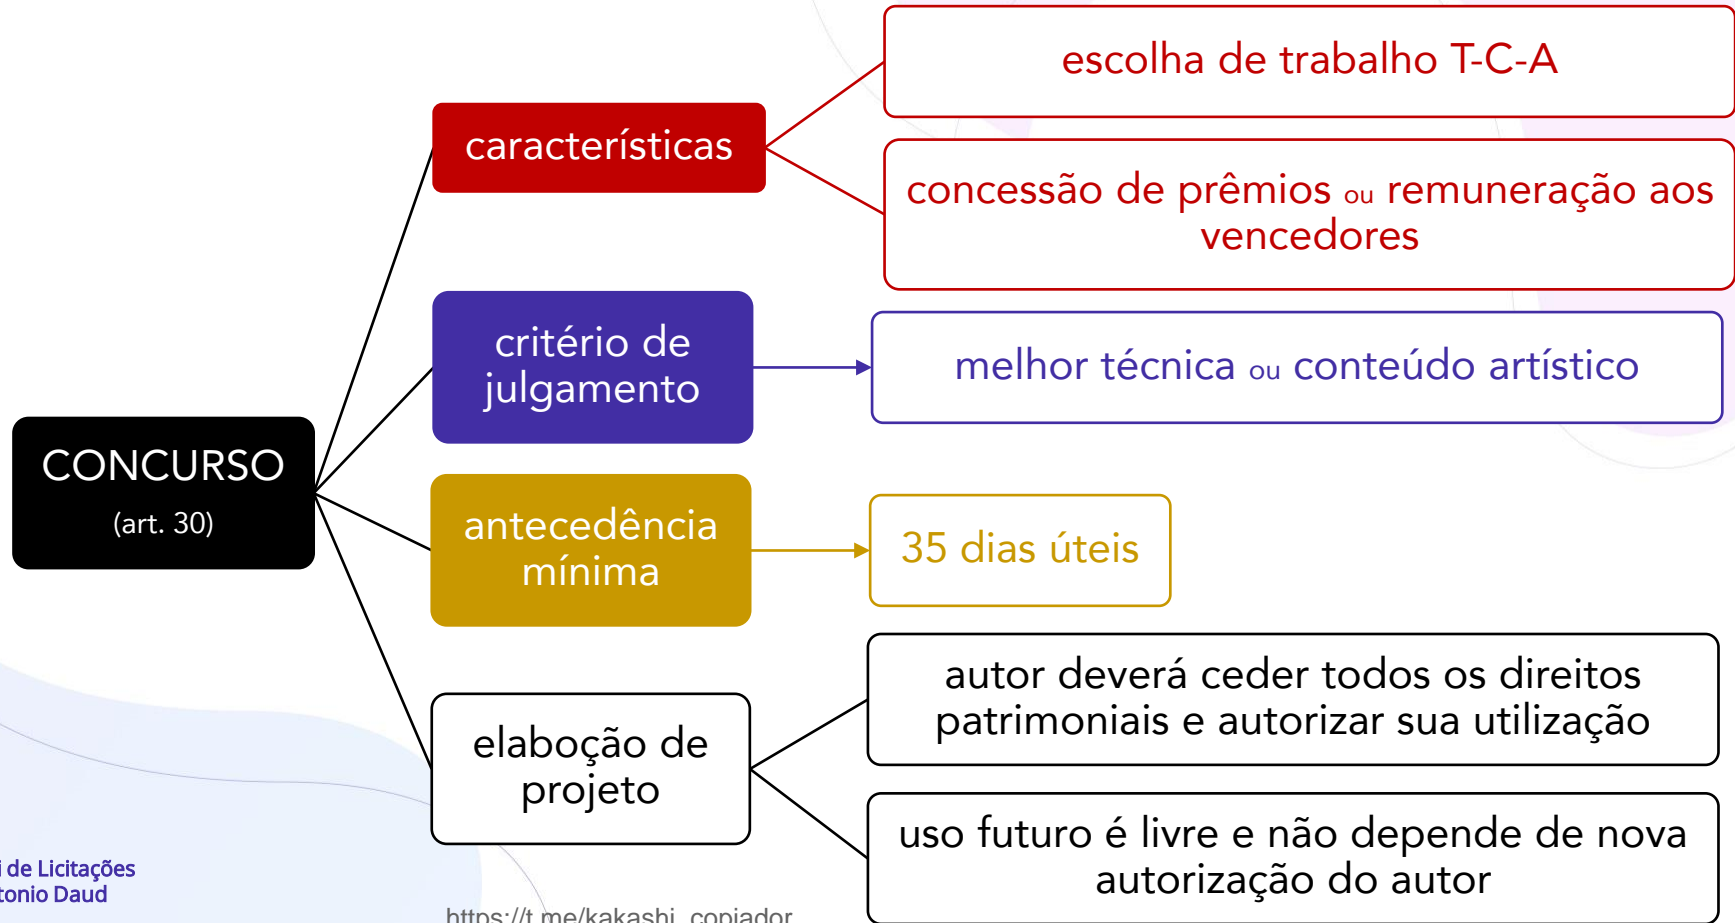 escolha de trabalho T-C-A
características
concessão de prêmios ou remuneração aos
vencedores
critério de
julgamento
melhor técnica ou conteúdo artístico
CONCURSO
(art. 30)
antecedência
mínima
35 dias úteis
elaboção de
projeto
autor deverá ceder todos os direitos
patrimoniais e autorizar sua utilização
uso futuro é livre e não depende de nova
autorização do autor
i de Licitações
tonio Daud
https://t.me/kakashi_copiador